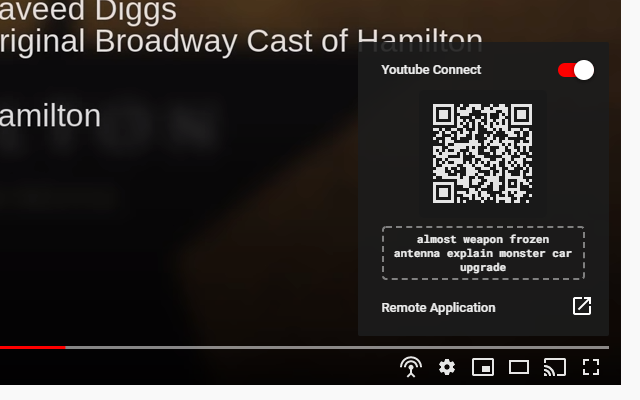 aveed Diggs
riginal Broadway Cast of Hamilton
Youtube Connect
amilton
almost weapon frozen
antenna explain monster car
upgrade
Remote Application